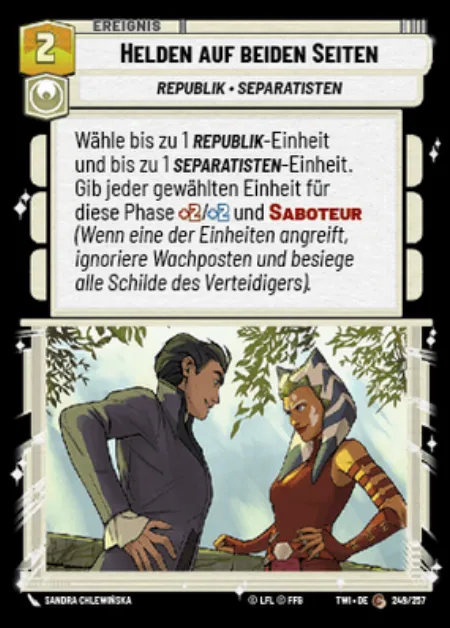 EREIGNIS
2
HELDEN AUF BEIDEN SEITEN
REPUBLIK • SEPARATISTEN
Wähle bis zu 1 REPUBLIK-Einheit
und bis zu 1 SEPARATISTEN-Einheit.
Gib jeder gewählten Einheit für
diese Phase +2/+2 und SABOTEUR
(Wenn eine der Einheiten angreift,
ignoriere Wachposten und besiege
alle Schilde des Verteidigers).
SANDRA CHLEWIŃSKA
© LFL © FFG
TWI • DE
249/257